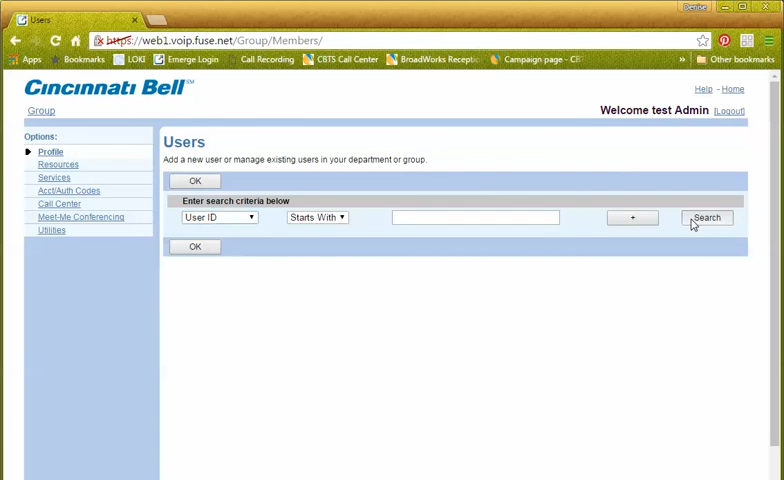 Users
Denise
https://web1.voip.fuse.net/Group/Members/
Apps Bookmarks LOKI Emerge Login Call Recording CBTS Call Center BroadWorks Receptic Campaign page - CBT » Other bookmarks
Cincinnati Bell SM
Help - Home
Group
Welcome test Admin [Logout]
Options:
Profile
Resources
Services
Acct/Auth Codes
Call Center
Meet-Me Conferencing
Utilities
Users
Add a new user or manage existing users in your department or group.
OK
Enter search criteria below
User ID Starts With + Search
OK